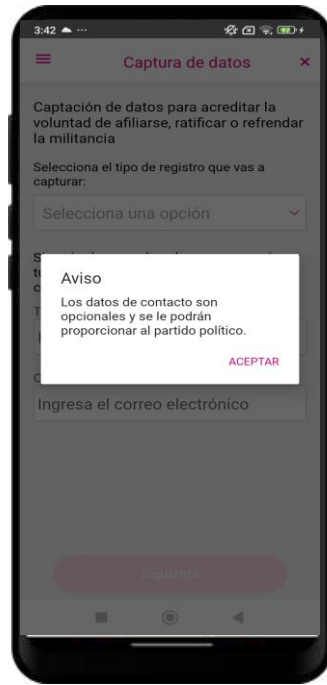 3:42
Captura de datos
Captación de datos para acreditar la
voluntad de afiliarse, ratificar o refrendar
la militancia
Selecciona el tipo de registro que vas a
capturar:
Selecciona una opción
Aviso
Los datos de contacto son
opcionales y se le podrán
proporcionar al partido político.
ACEPTAR
Ingresa el correo electrónico
Siguiente